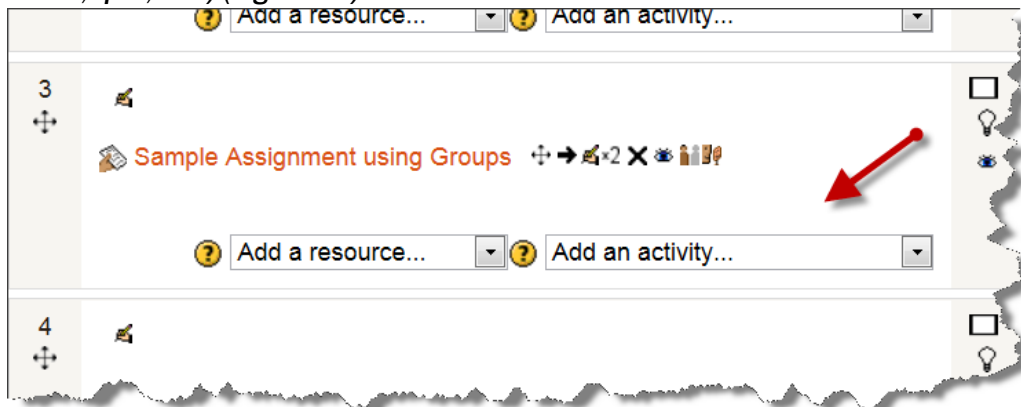 Add a resource... Add an activity...
3
Sample Assignment using Groups ×2
? Add a resource... ? Add an activity...
4